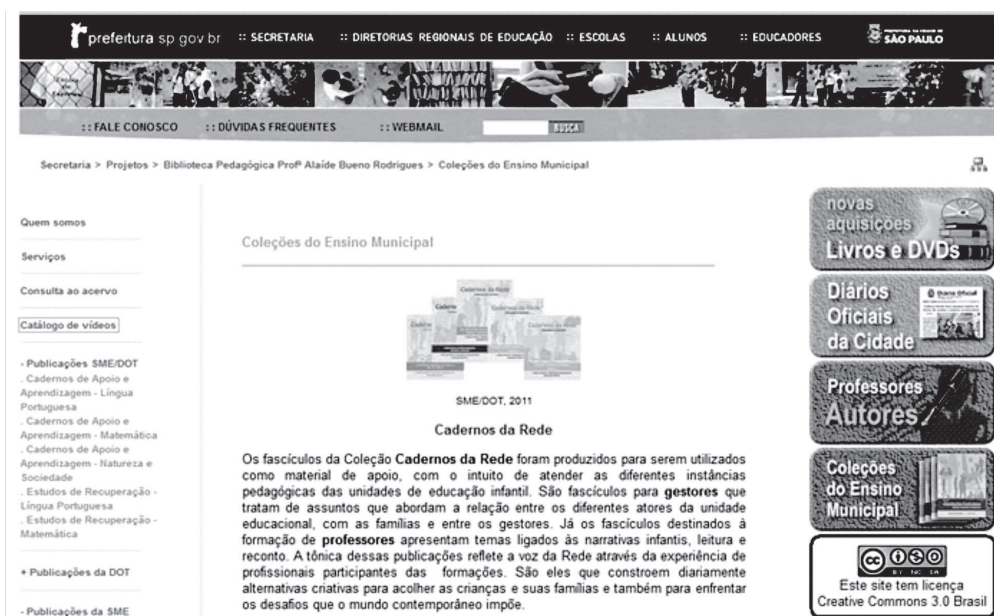 prefeitura.sp.gov.br :: SECRETARIA :: DIRETORIAS REGIONAIS DE EDUCAÇÃO :: ESCOLAS :: ALUNOS :: EDUCADORES SÃO PAULO
:: FALE CONOSCO :: DÚVIDAS FREQUENTES :: WEBMAIL BUSCA
Secretaria > Projetos > Biblioteca Pedagógica Profª Alaíde Bueno Rodrigues > Coleções do Ensino Municipal
Quem somos
Serviços
Consulta ao acervo
Catálogo de vídeos
- Publicações SME/DOT
. Cadernos de Apoio e
Aprendizagem - Língua
Portuguesa
. Cadernos de Apoio e
Aprendizagem - Matemática
. Cadernos de Apoio e
Aprendizagem - Natureza e
Sociedade
. Estudos de Recuperação -
Língua Portuguesa
. Estudos de Recuperação -
Matemática
+ Publicações da DOT
- Publicações da SME
Coleções do Ensino Municipal
Cadernos da Rede
SME/DOT, 2011
Cadernos da Rede
Os fascículos da Coleção Cadernos da Rede foram produzidos para serem utilizados
como material de apoio, com o intuito de atender as diferentes instâncias
pedagógicas das unidades de educação infantil. São fascículos para gestores que
tratam de assuntos que abordam a relação entre os diferentes atores da unidade
educacional, com as famílias e entre os gestores. Já os fascículos destinados à
formação de professores apresentam temas ligados às narrativas infantis, leitura e
reconto. A tônica dessas publicações reflete a voz da Rede através da experiência de
profissionais participantes das formações. São eles que constroem diariamente
alternativas criativas para acolher as crianças e suas famílias e também para enfrentar
os desafios que o mundo contemporâneo impõe.
novas
aquisições
Livros e DVDs
Diários
Oficiais
da Cidade
Diário Oficial
Professores
Autores
Coleções
do Ensino
Municipal
cc
BY NC SA
Este site tem licença
Creative Commons 3.0 Brasil